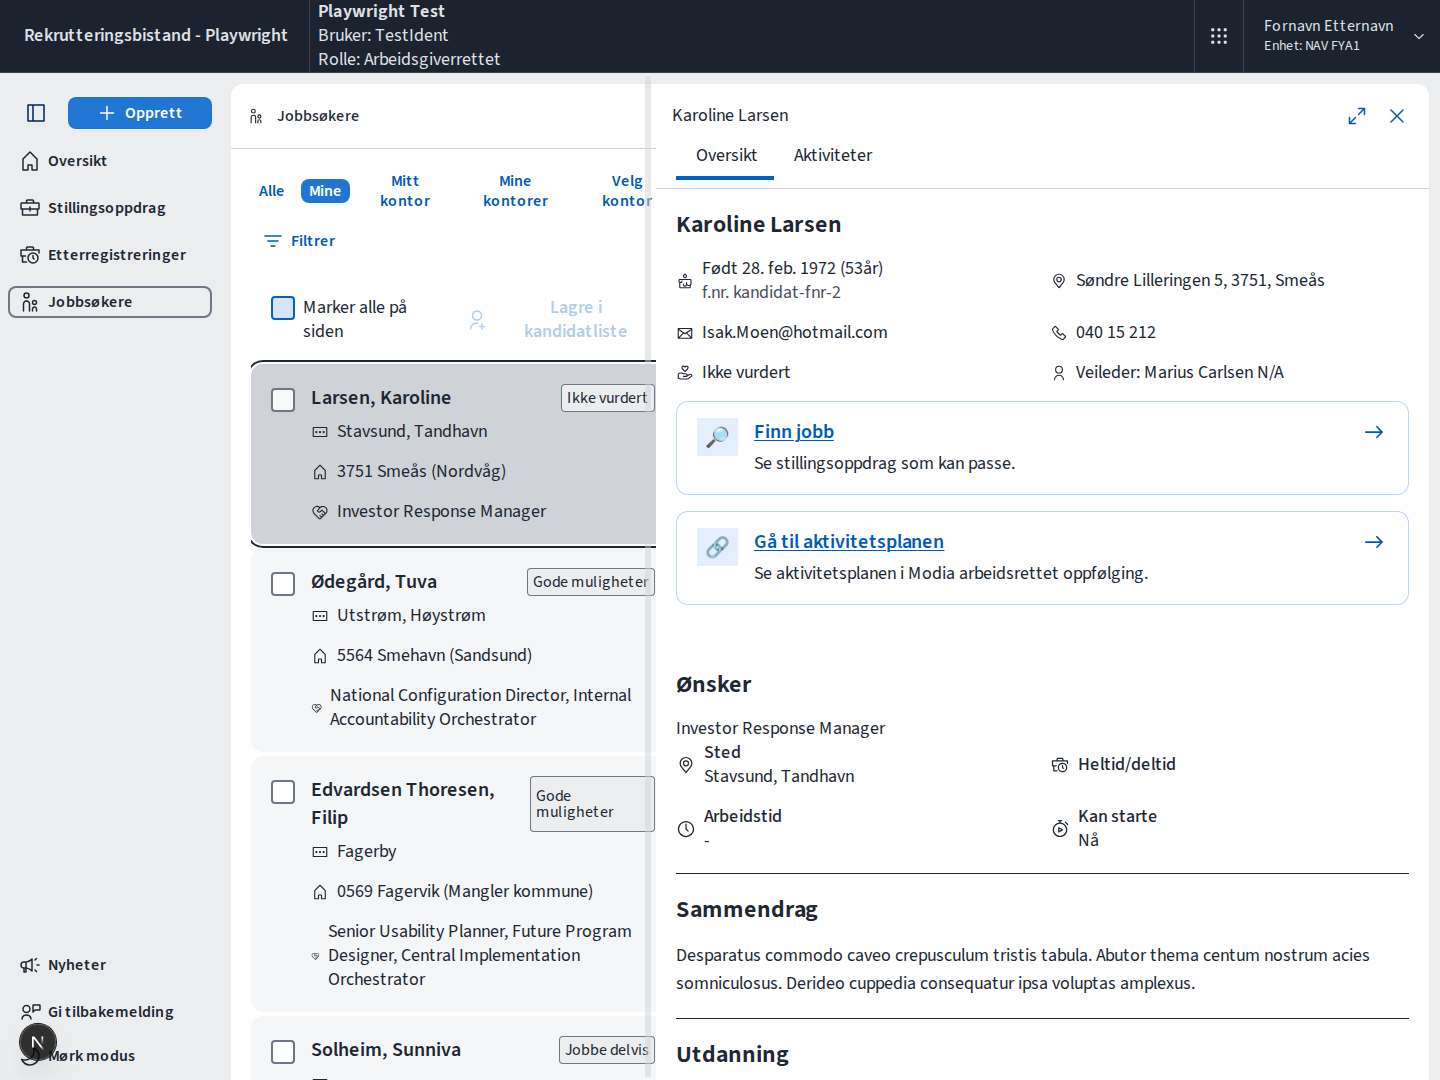 Rekrutteringsbistand - Playwright
Playwright Test
Bruker: TestIdent
Rolle: Arbeidsgiverrettet
Fornavn Etternavn
Enhet: NAV FYA1
Opprett
Oversikt
Stillingsoppdrag
Etterregistreringer
Jobbsøkere
Nyheter
Gi tilbakemelding
Mørk modus
N
Jobbsøkere
Alle
Mine
Mitt
kontor
Mine
kontorer
Velg
kontor
Filtrer
Marker alle på
siden
Lagre i
kandidatliste
Larsen, Karoline
Ikke vurdert
Stavsund, Tandhavn
3751 Smeås (Nordvåg)
Investor Response Manager
Ødegård, Tuva
Gode muligheter
Utstrøm, Høystrøm
5564 Smehavn (Sandsund)
National Configuration Director, Internal
Accountability Orchestrator
Edvardsen Thoresen,
Filip
Gode
muligheter
Fagerby
0569 Fagervik (Mangler kommune)
Senior Usability Planner, Future Program
Designer, Central Implementation
Orchestrator
Solheim, Sunniva
Jobbe delvis
Karoline Larsen
Oversikt
Aktiviteter
Karoline Larsen
Født 28. feb. 1972 (53år)
f.nr. kandidat-fnr-2
Søndre Lilleringen 5, 3751, Smeås
Isak.Moen@hotmail.com
040 15 212
Ikke vurdert
Veileder: Marius Carlsen N/A
Finn jobb
Se stillingsoppdrag som kan passe.
Gå til aktivitetsplanen
Se aktivitetsplanen i Modia arbeidsrettet oppfølging.
Ønsker
Investor Response Manager
Sted
Stavsund, Tandhavn
Heltid/deltid
Arbeidstid
-
Kan starte
Nå
Sammendrag
Desparatus commodo caveo crepusculum tristis tabula. Abutor thema centum nostrum acies
somniculosus. Derideo cuppedia consequatur ipsa voluptas amplexus.
Utdanning